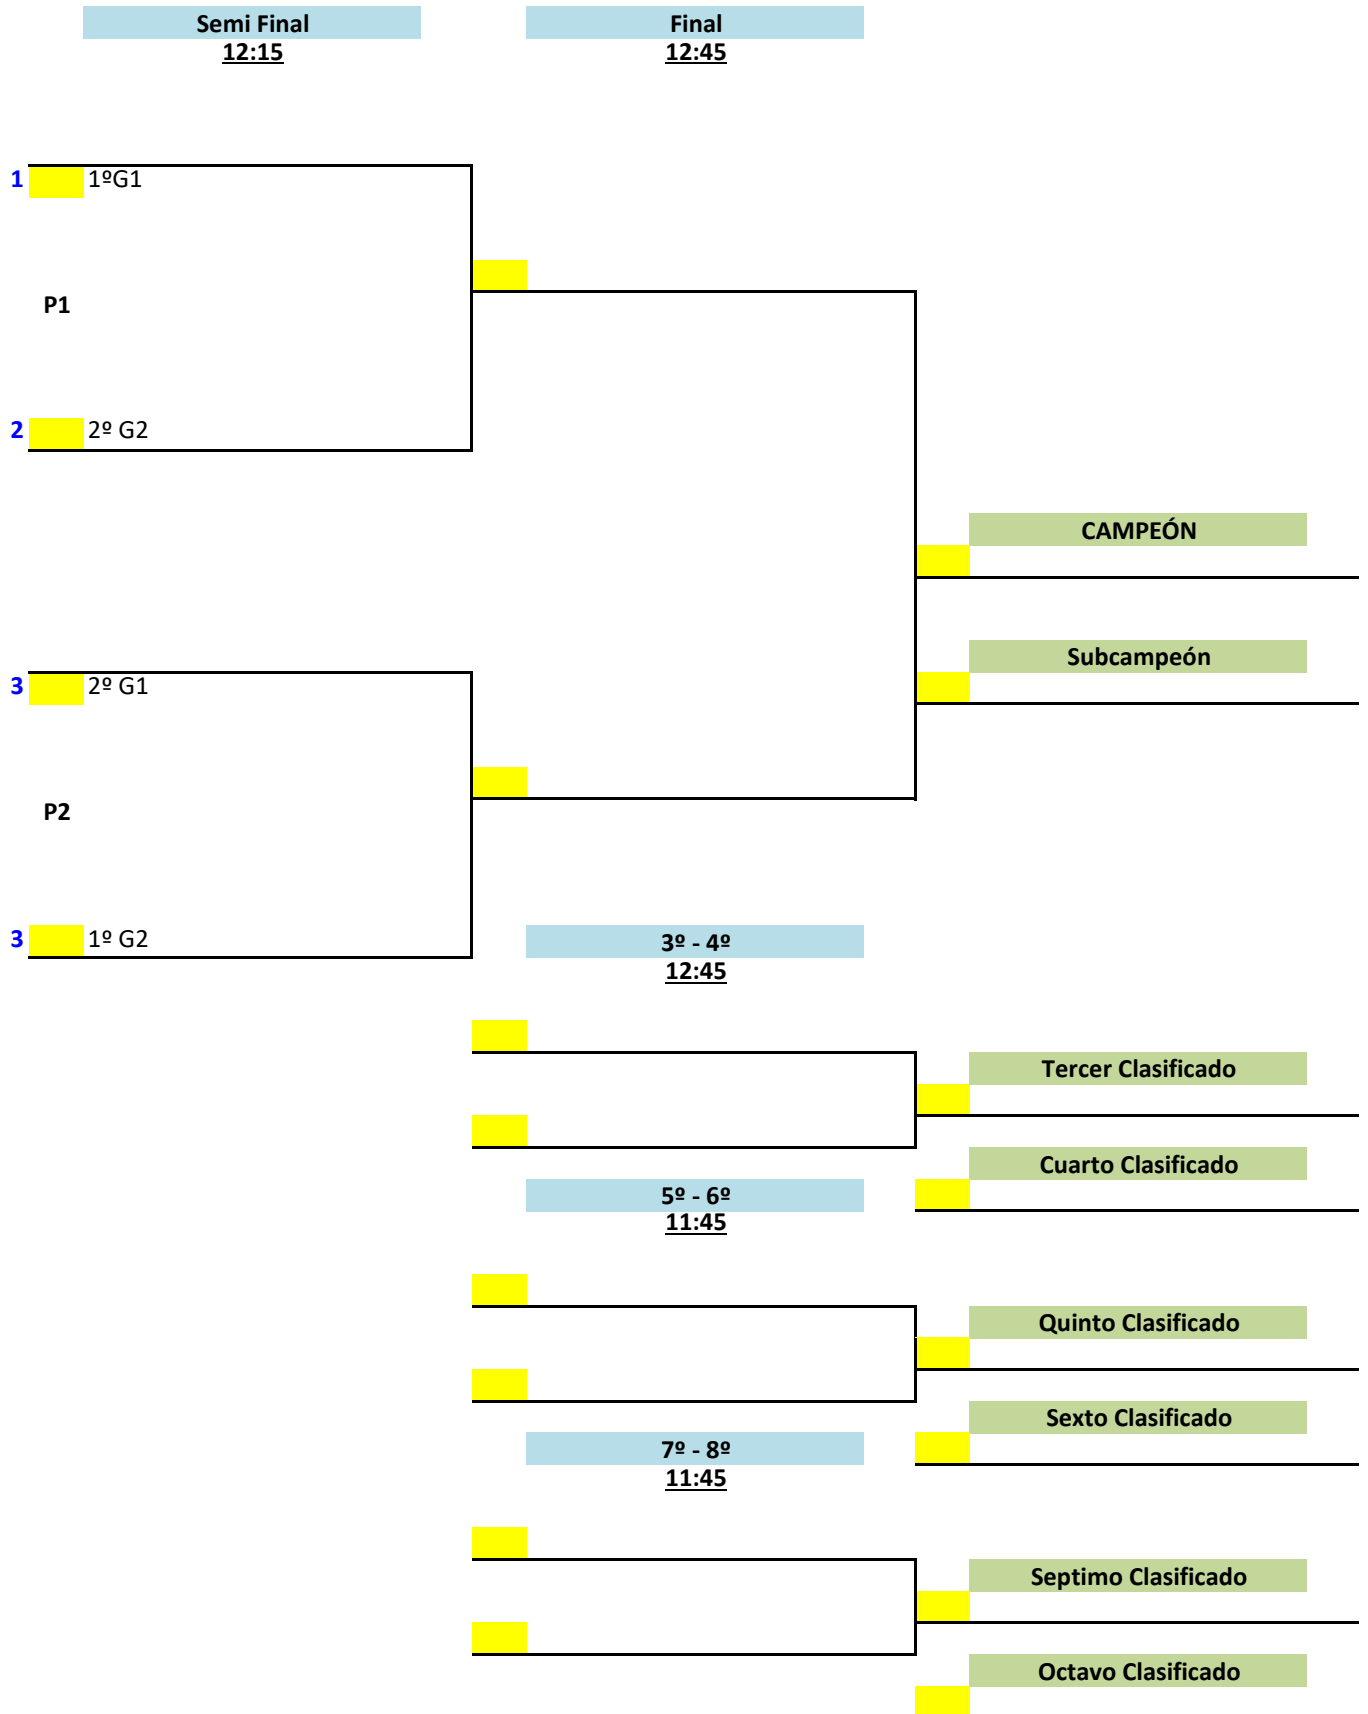 Semi Final
Final
12:15
12:45
1 1ºG1
P1
2 2º G2
CAMPEÓN
Subcampeón
3 2º G1
P2
3 1º G2
3º - 4º
12:45
Tercer Clasificado
Cuarto Clasificado
5º - 6º
11:45
Quinto Clasificado
Sexto Clasificado
7º - 8º
11:45
Septimo Clasificado
Octavo Clasificado